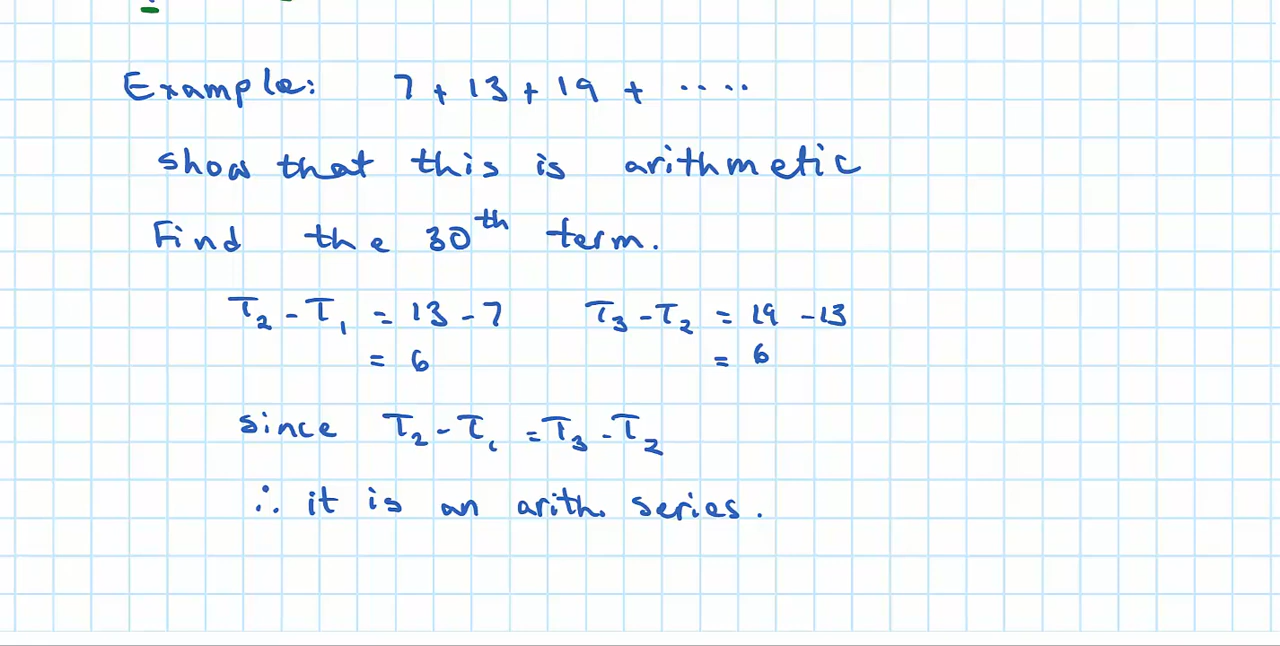 Example: 7 + 13 + 19 + ....
show that this is arithmetic
Find the 30th term.
T2 - T1 = 13 - 7 T3 - T2 = 19 - 13
= 6 = 6
since T2 - T1 = T3 - T2
∴ it is an arith. series.